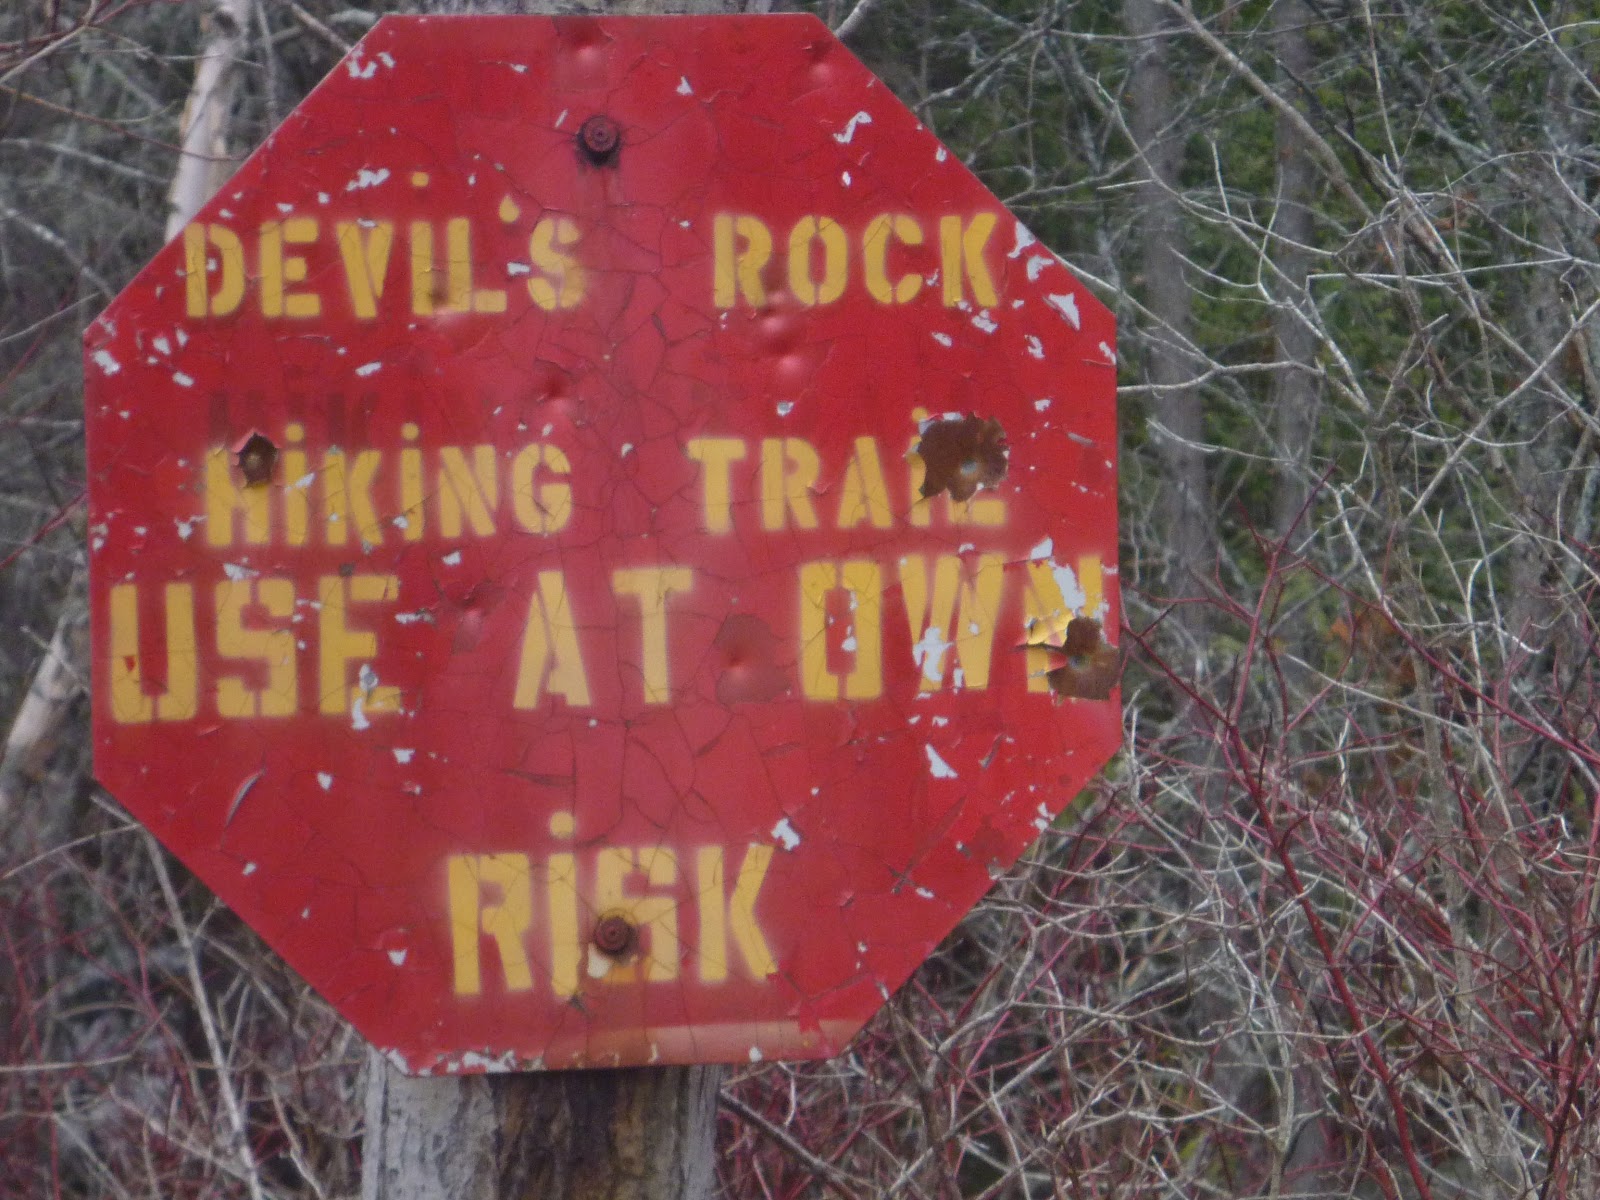 DEVIL'S ROCK
HIKING TRAIL
USE AT OWN
RISK